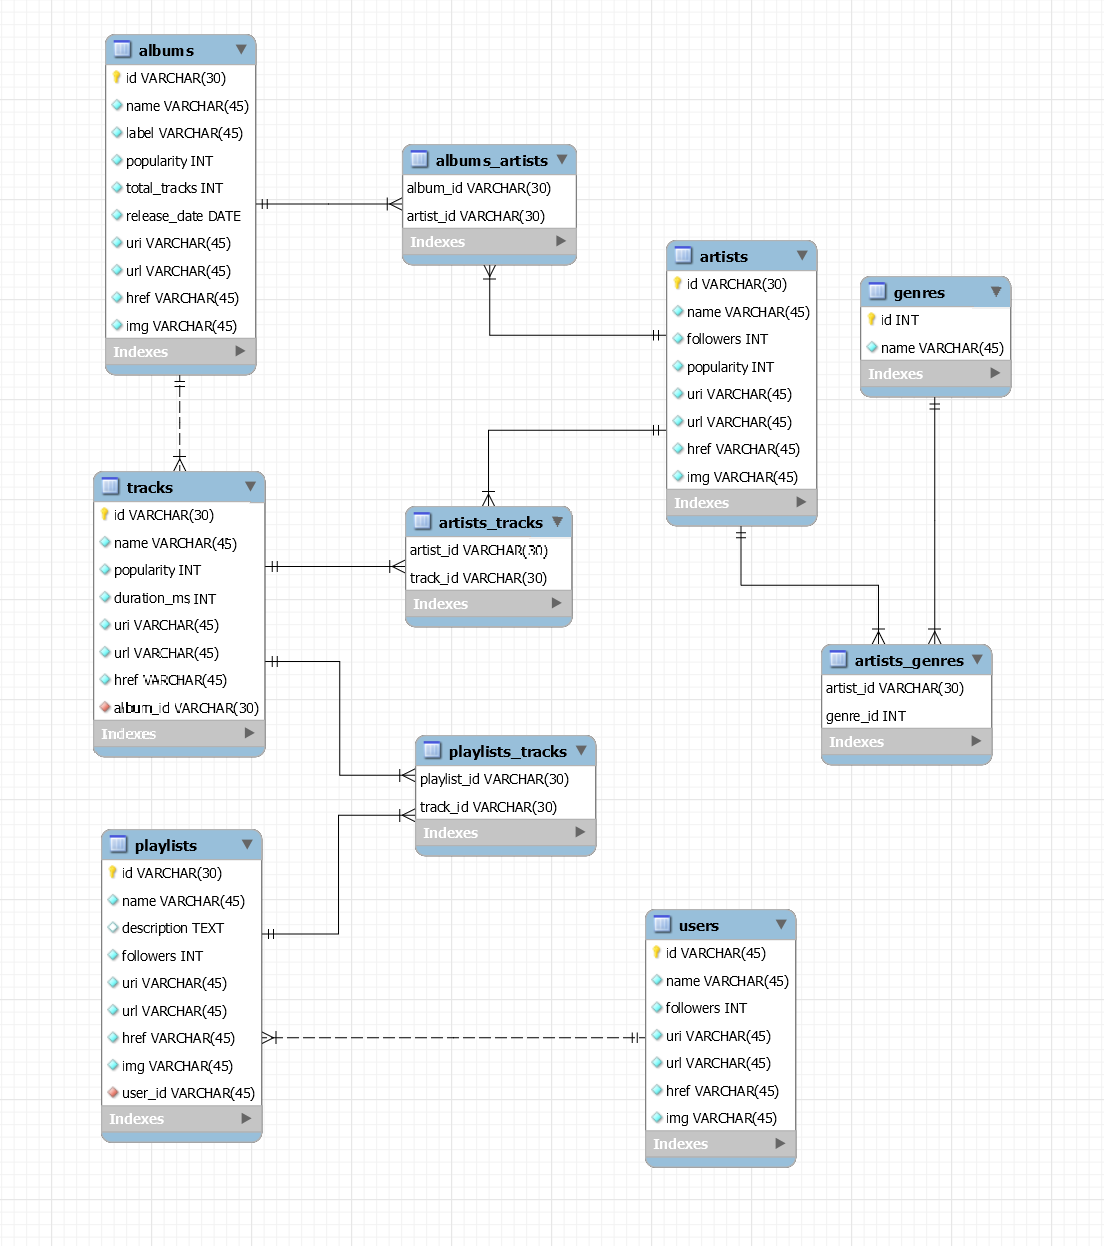 albums
id VARCHAR(30)
name VARCHAR(45)
label VARCHAR(45)
popularity INT
total_tracks INT
release_date DATE
uri VARCHAR(45)
url VARCHAR(45)
href VARCHAR(45)
img VARCHAR(45)
Indexes
albums_artists
album_id VARCHAR(30)
artist_id VARCHAR(30)
Indexes
artists
id VARCHAR(30)
name VARCHAR(45)
followers INT
popularity INT
uri VARCHAR(45)
url VARCHAR(45)
href VARCHAR(45)
img VARCHAR(45)
Indexes
genres
id INT
name VARCHAR(45)
Indexes
tracks
id VARCHAR(30)
name VARCHAR(45)
popularity INT
duration_ms INT
uri VARCHAR(45)
url VARCHAR(45)
href VARCHAR(45)
album_id VARCHAR(30)
Indexes
artists_tracks
artist_id VARCHAR(30)
track_id VARCHAR(30)
Indexes
artists_genres
artist_id VARCHAR(30)
genre_id INT
Indexes
playlists_tracks
playlist_id VARCHAR(30)
track_id VARCHAR(30)
Indexes
playlists
id VARCHAR(30)
name VARCHAR(45)
description TEXT
followers INT
uri VARCHAR(45)
url VARCHAR(45)
href VARCHAR(45)
img VARCHAR(45)
user_id VARCHAR(45)
Indexes
users
id VARCHAR(45)
name VARCHAR(45)
followers INT
uri VARCHAR(45)
url VARCHAR(45)
href VARCHAR(45)
img VARCHAR(45)
Indexes